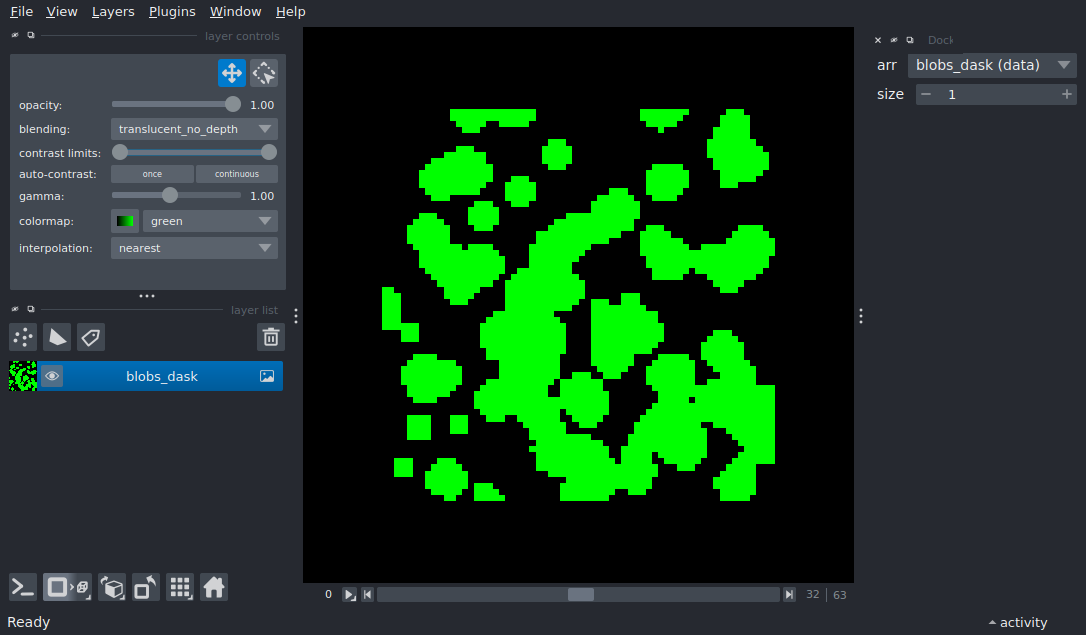 File View Layers Plugins Window Help
layer controls
opacity: 1.00
blending: translucent_no_depth
contrast limits:
auto-contrast: once continuous
gamma: 1.00
colormap: green
interpolation: nearest
layer list
blobs_dask
0 32 | 63
Ready
activity
Dock
arr blobs_dask (data)
size 1